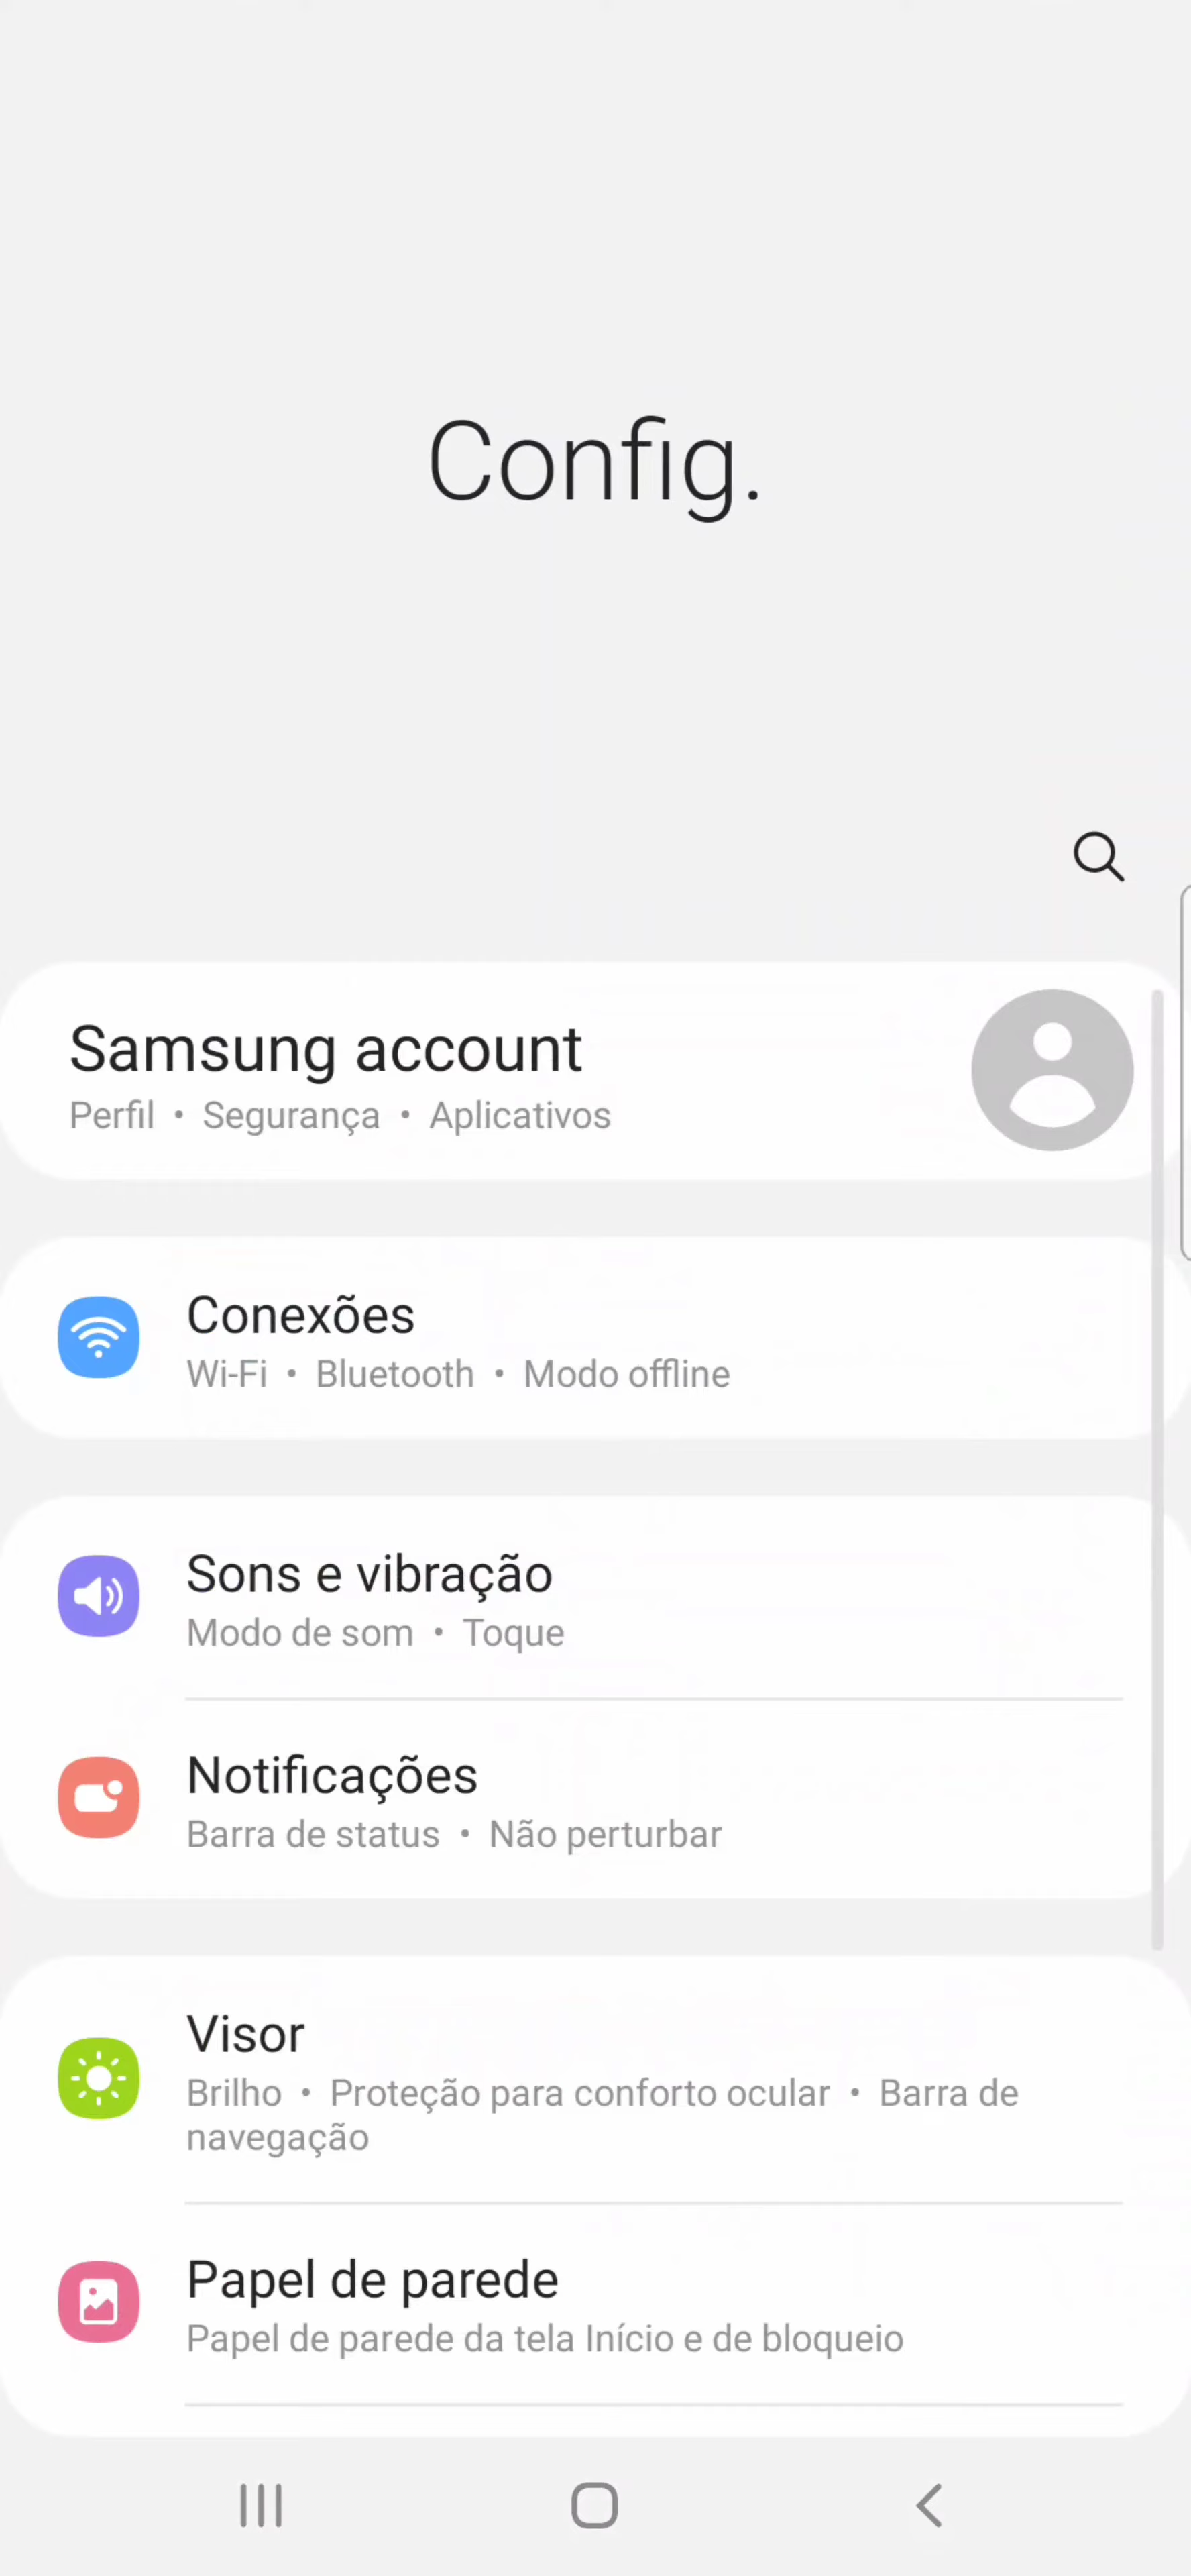 Config.
Samsung account
Perfil • Segurança • Aplicativos
Conexões
Wi-Fi • Bluetooth • Modo offline
Sons e vibração
Modo de som • Toque
Notificações
Barra de status • Não perturbar
Visor
Brilho • Proteção para conforto ocular • Barra de
navegação
Papel de parede
Papel de parede da tela Início e de bloqueio